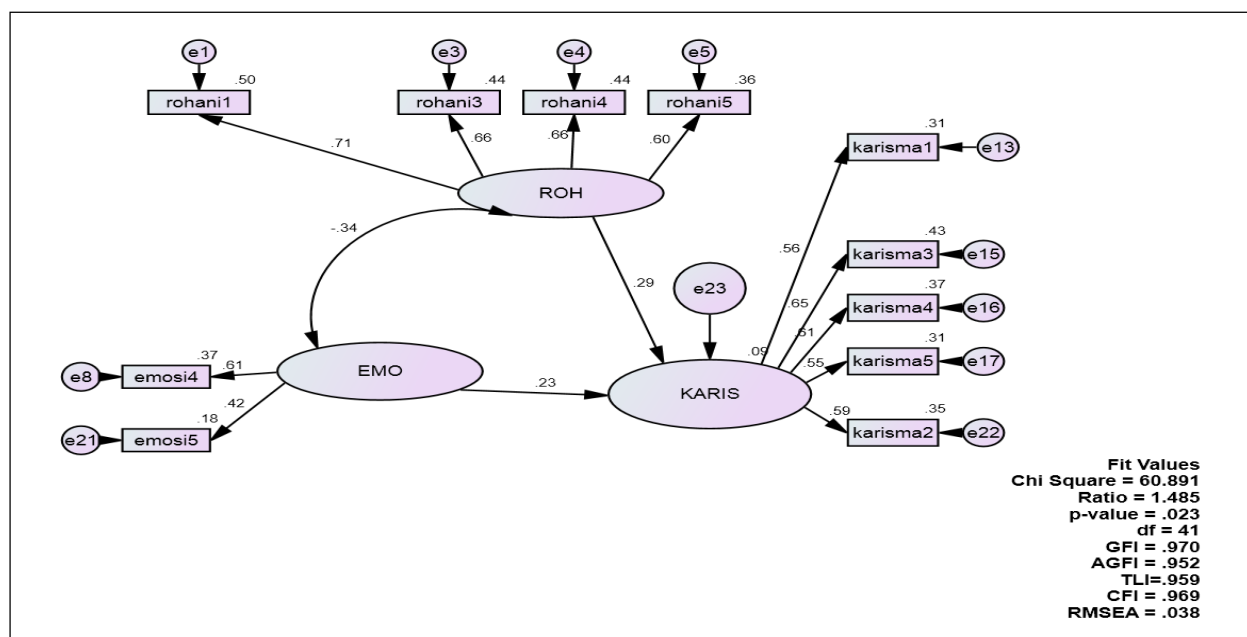 e1
e3
e4
e5
.50
.44
.44
.36
rohani1
rohani3
rohani4
rohani5
.71
.66
.66
.60
ROH
.31
karisma1
e13
-.34
.56
.29
e23
.43
karisma3
e15
.65
.37
karisma4
e16
.61
.09
.31
karisma5
e17
.55
.37
e8
emosi4
.61
EMO
.23
KARIS
.42
.18
e21
emosi5
.59
.35
karisma2
e22
Fit Values
Chi Square = 60.891
Ratio = 1.485
p-value = .023
df = 41
GFI = .970
AGFI = .952
TLI=.959
CFI = .969
RMSEA = .038